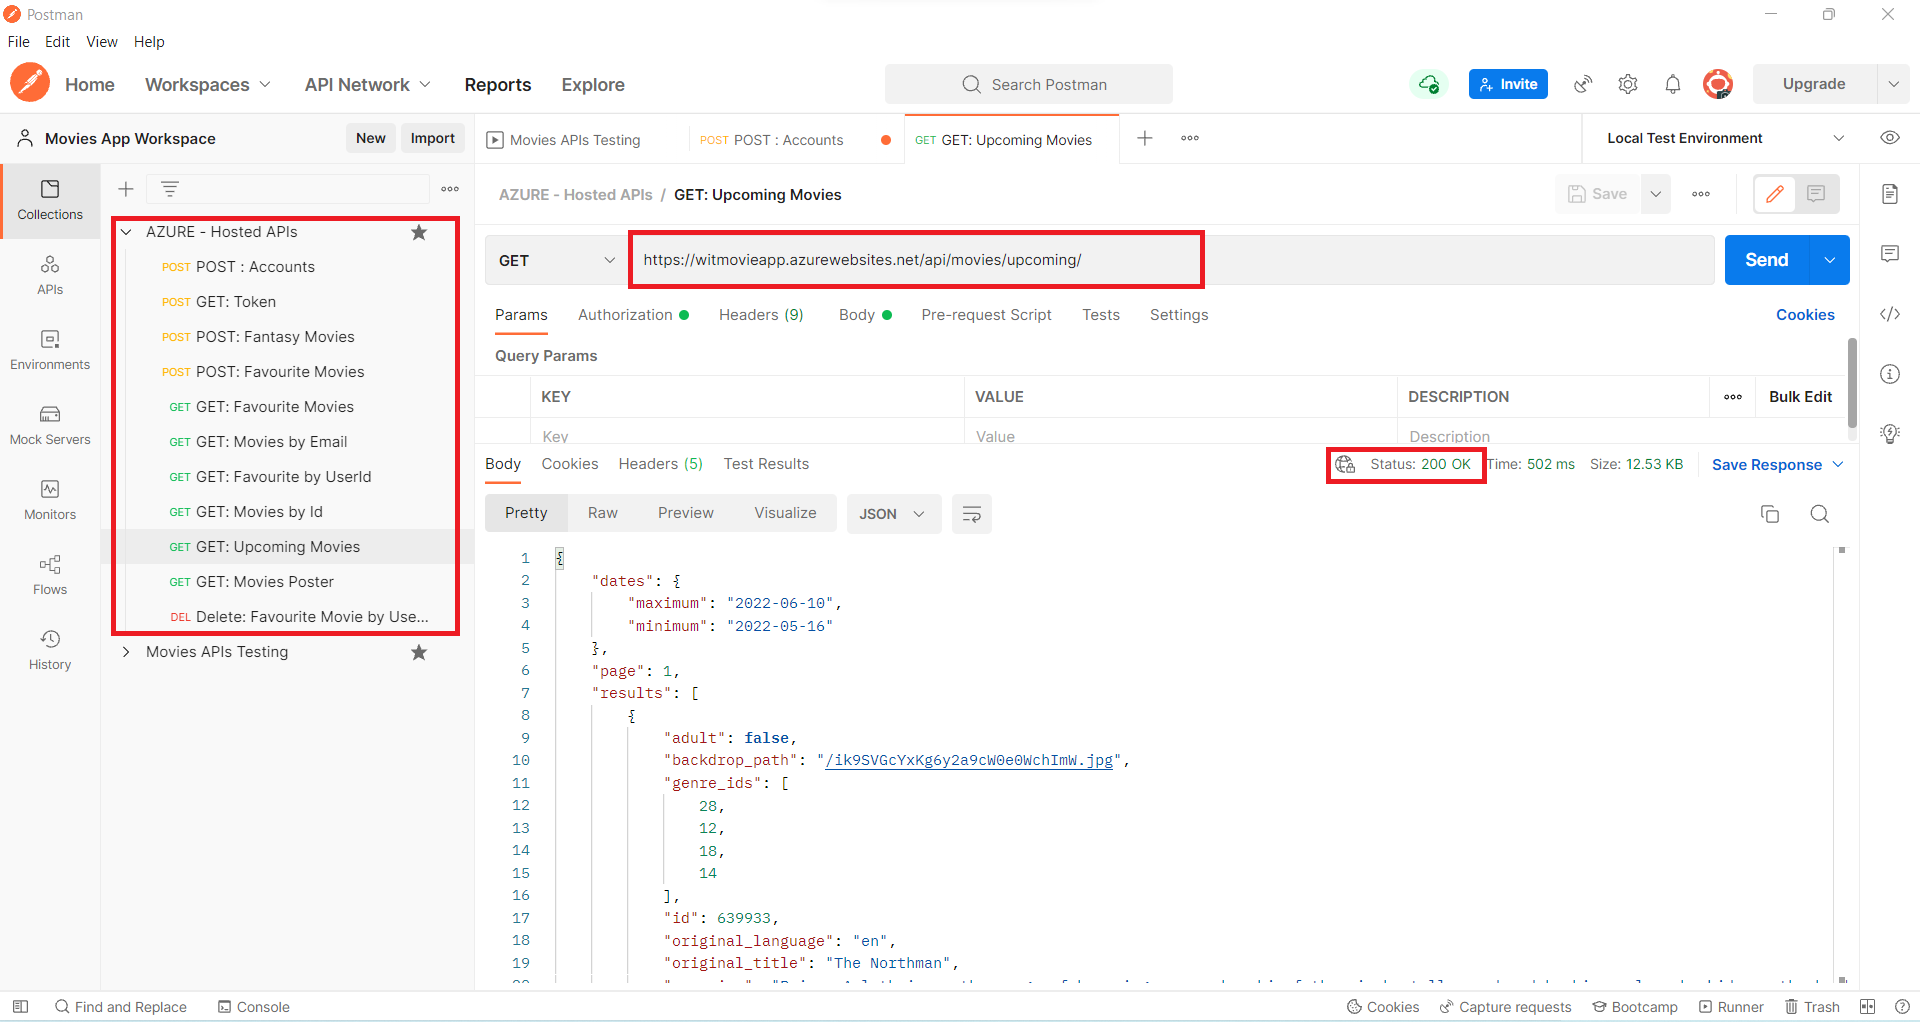 Postman
File Edit View Help
Home Workspaces API Network Reports Explore
Search Postman
Invite
Upgrade
Movies App Workspace
New Import
Movies APIs Testing
POST POST : Accounts
GET GET: Upcoming Movies
Local Test Environment
Collections
APIs
Environments
Mock Servers
Monitors
Flows
History
AZURE - Hosted APIs
POST POST : Accounts
POST GET: Token
POST POST: Fantasy Movies
POST POST: Favourite Movies
GET GET: Favourite Movies
GET GET: Movies by Email
GET GET: Favourite by UserId
GET GET: Movies by Id
GET GET: Upcoming Movies
GET GET: Movies Poster
DEL Delete: Favourite Movie by Use...
Movies APIs Testing
AZURE - Hosted APIs / GET: Upcoming Movies
Save
GET https://witmovieapp.azurewebsites.net/api/movies/upcoming/
Send
Params Authorization Headers (9) Body Pre-request Script Tests Settings
Cookies
Query Params
KEY VALUE DESCRIPTION Bulk Edit
Key Value Description
Body Cookies Headers (5) Test Results
Status: 200 OK Time: 502 ms Size: 12.53 KB Save Response
Pretty Raw Preview Visualize JSON
1 {
2 "dates": {
3 "maximum": "2022-06-10",
4 "minimum": "2022-05-16"
5 },
6 "page": 1,
7 "results": [
8 {
9 "adult": false,
10 "backdrop_path": "/ik9SVGcYxKg6y2a9cW0e0WchImW.jpg",
11 "genre_ids": [
12 28,
13 12,
14 18,
15 14
16 ],
17 "id": 639933,
18 "original_language": "en",
19 "original_title": "The Northman",
Find and Replace Console
Cookies Capture requests Bootcamp Runner Trash